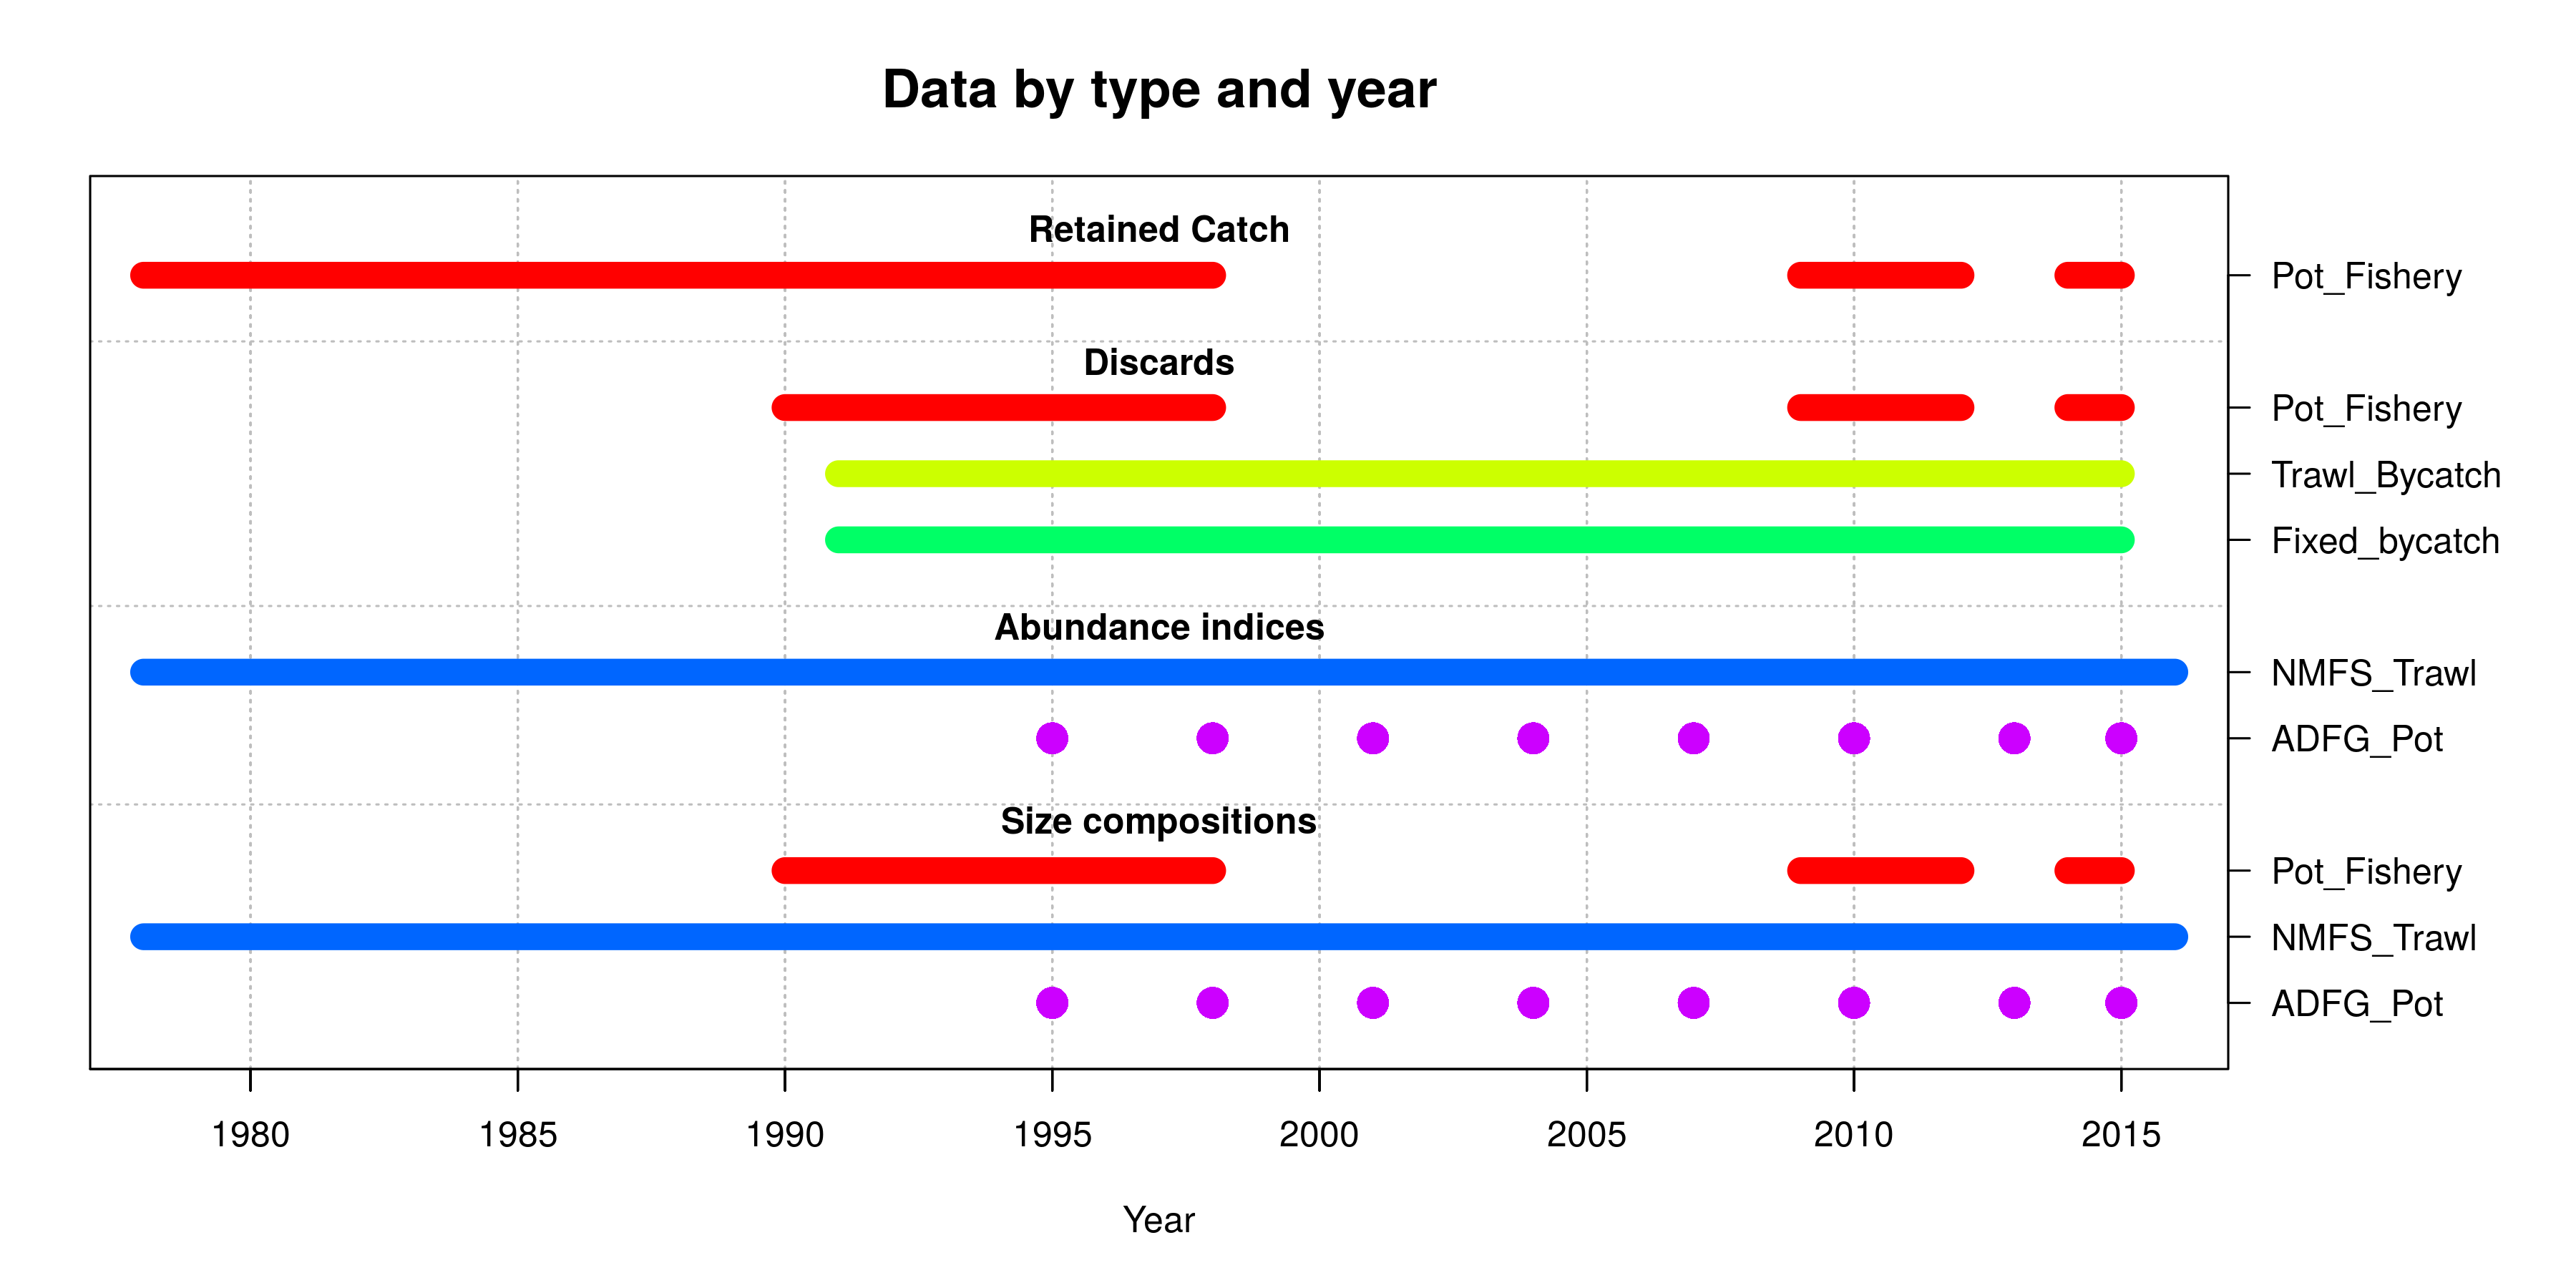 Data by type and year
Retained Catch
Pot_Fishery
Discards
Pot_Fishery
Trawl_Bycatch
Fixed_bycatch
Abundance indices
NMFS_Trawl
ADFG_Pot
Size compositions
Pot_Fishery
NMFS_Trawl
ADFG_Pot
1980 1985 1990 1995 2000 2005 2010 2015
Year